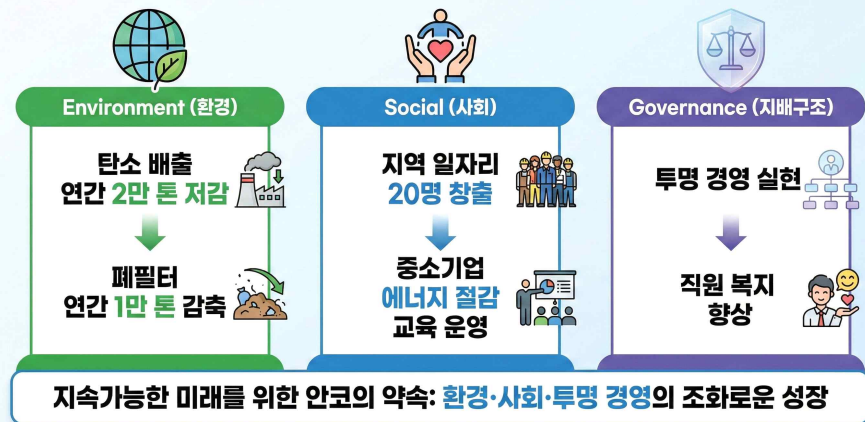 Environment (환경)
탄소 배출
연간 2만 톤 저감
폐필터
연간 1만 톤 감축
Social (사회)
지역 일자리
20명 창출
중소기업
에너지 절감
교육 운영
Governance (지배구조)
투명 경영 실현
직원 복지
향상
지속가능한 미래를 위한 안코의 약속: 환경·사회·투명 경영의 조화로운 성장